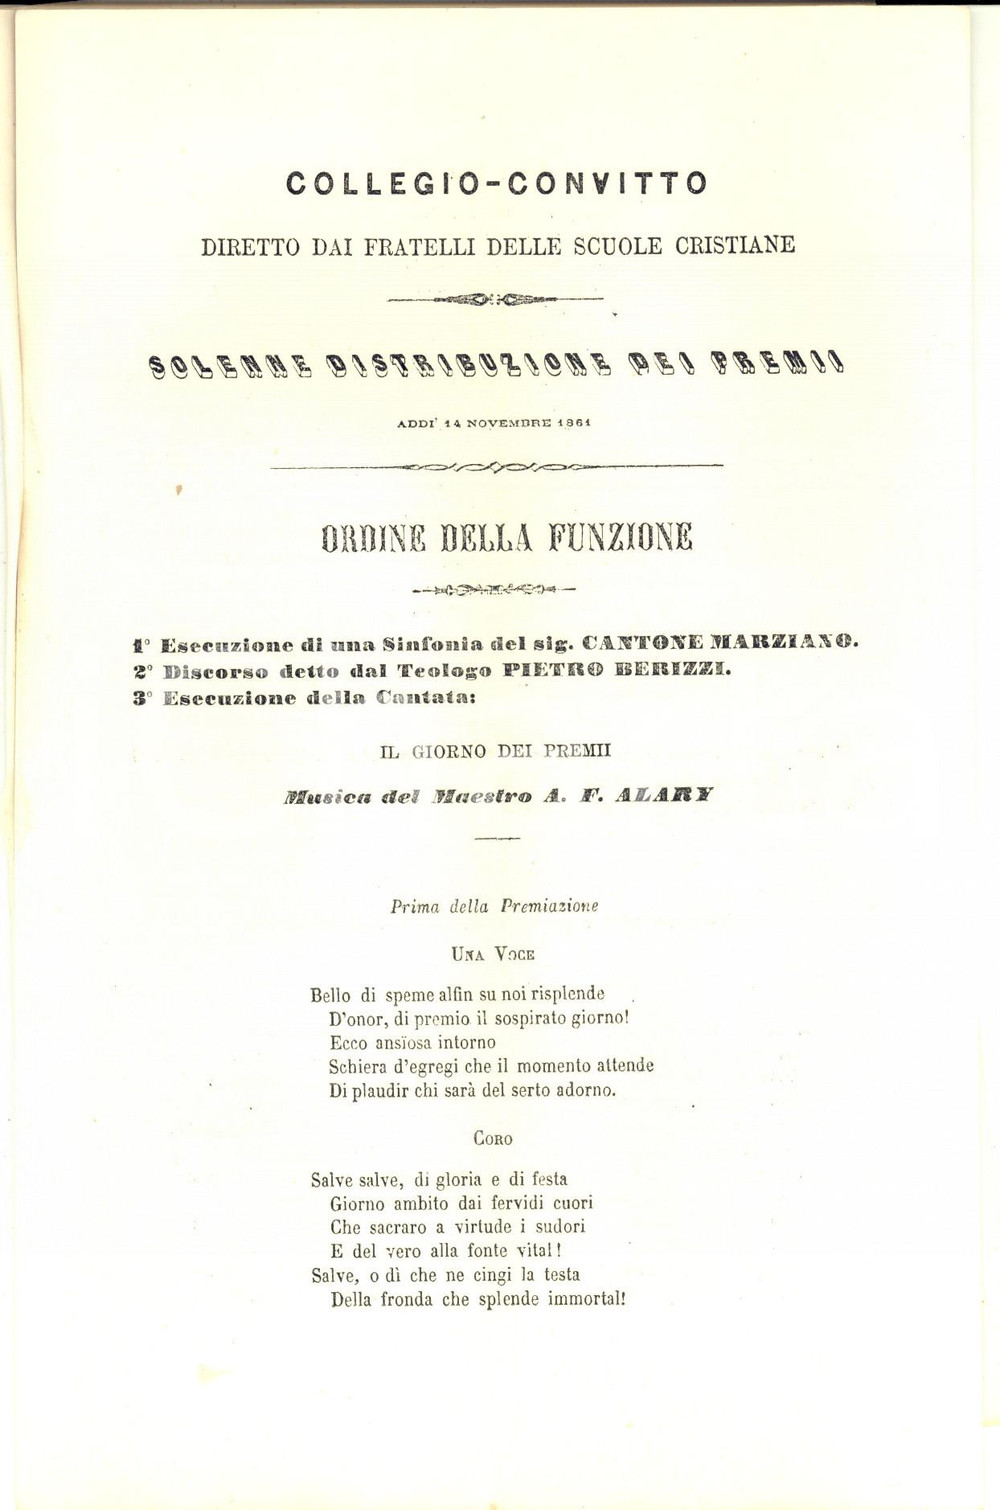 COLLEGIO-CONVITTO
DIRETTO DAI FRATELLI DELLE SCUOLE CRISTIANE
SOLENNE DISTRIBUZIONE DEI PREMII
ADDI' 14 NOVEMBRE 1861
ORDINE DELLA FUNZIONE
1° Esecuzione di una Sinfonia del sig. CANTONE MARZIANO.
2° Discorso detto dal Teologo PIETRO BERIZZI.
3° Esecuzione della Cantata:
IL GIORNO DEI PREMII
Musica del Maestro A. F. ALARY
Prima della Premiazione
UNA VOCE
Bello di speme alfin su noi risplende
D'onor, di premio il sospirato giorno!
Ecco ansïosa intorno
Schiera d'egregi che il momento attende
Di plaudir chi sarà del serto adorno.
CORO
Salve salve, di gloria e di festa
Giorno ambito dai fervidi cuori
Che sacraro a virtude i sudori
E del vero alla fonte vital!
Salve, o dì che ne cingi la testa
Della fronda che splende immortal!